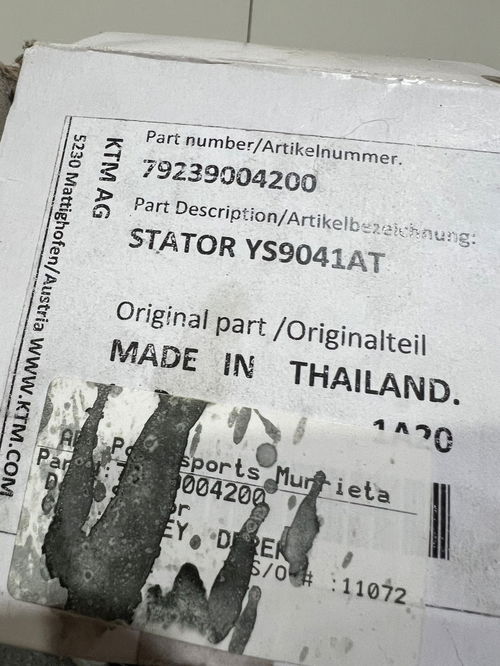 Part number/Artikelnummer.
79239004200
Part Description/Artikelbezeichnung:
STATOR YS9041AT
Original part /Originalteil
MADE IN THAILAND.
1A20
KTM AG
5230 Mattighofen/Austria WWW.KTM.COM
sports Murrieta
004200
DEREK
S/O # :11072